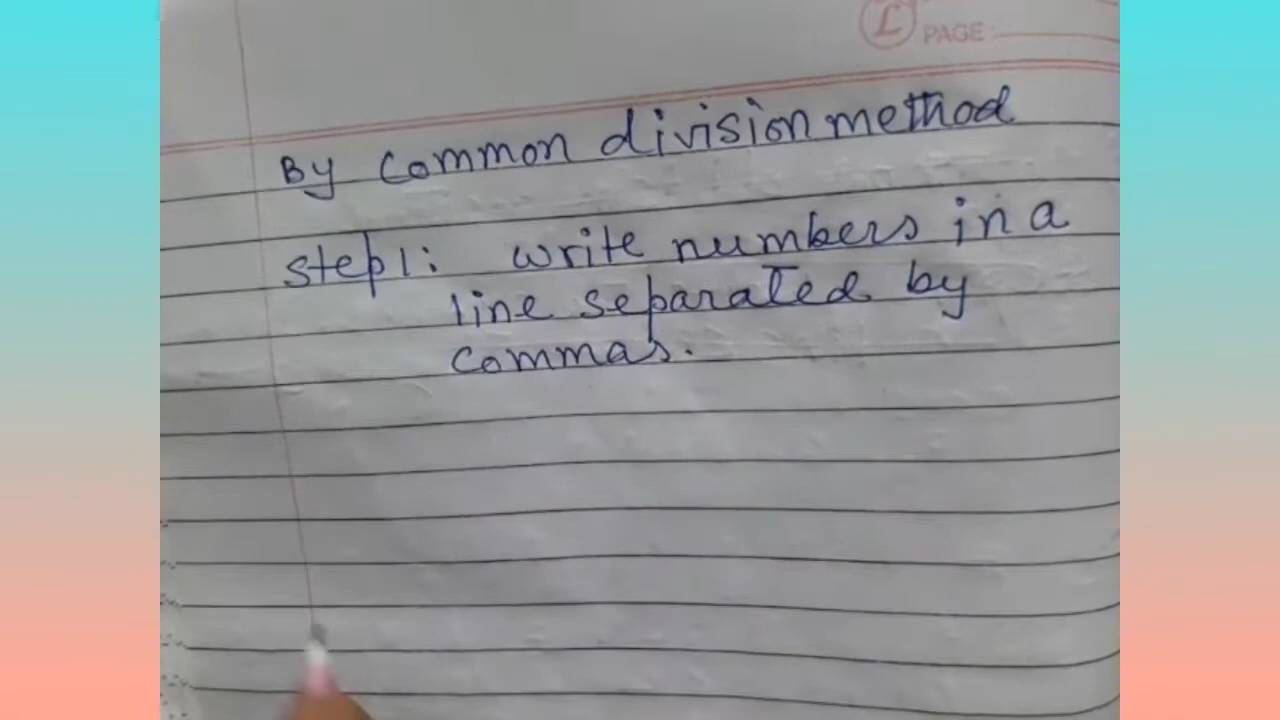 L PAGE:
By Common division method
Step1: write numbers in a
line separated by
commas.